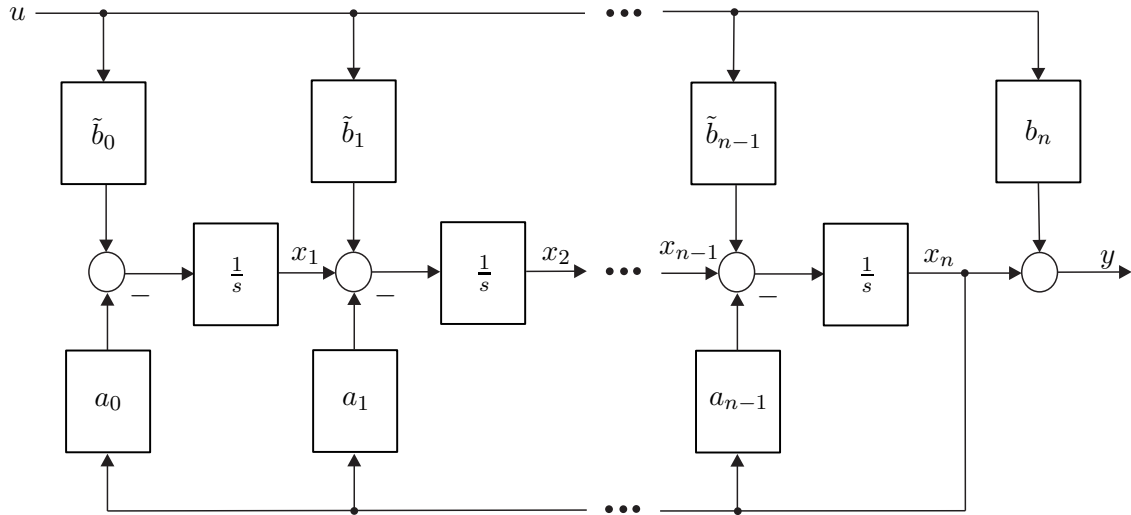 u
b̃₀ b̃₁ b̃ₙ₋₁ bₙ
1/s x₁ 1/s x₂ ••• xₙ₋₁ 1/s xₙ y
− − −
a₀ a₁ aₙ₋₁